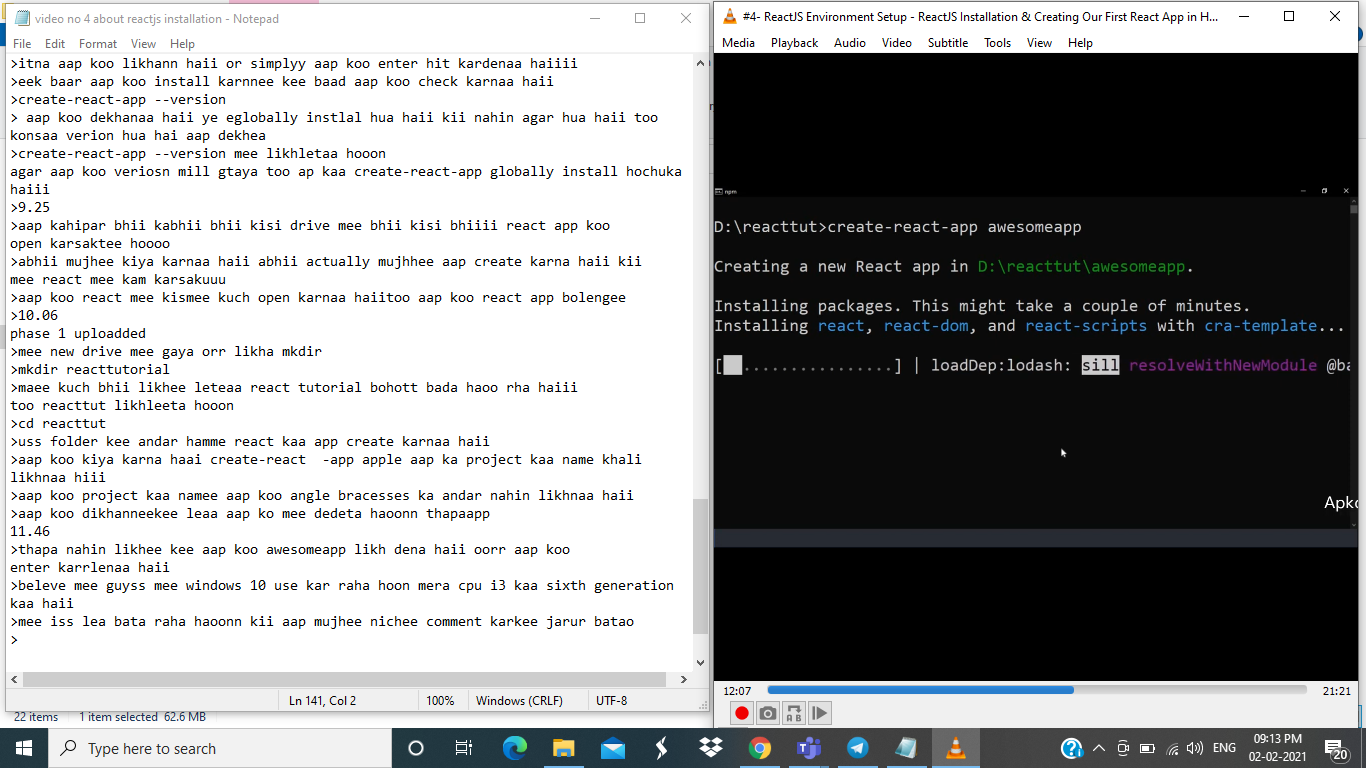 video no 4 about reactjs installation - Notepad
File Edit Format View Help
>itna aap koo likhann haii or simplyy aap koo enter hit kardenaa haiiii
>eek baar aap koo install karnnee kee baad aap koo check karnaa haii
>create-react-app --version
> aap koo dekhanaa haii ye eglobally instlal hua haii kii nahin agar hua haii too
konsaa verion hua hai aap dekhea
>create-react-app --version mee likhletaa hooon
agar aap koo veriosn mill gtaya too ap kaa create-react-app globally install hochuka
haiii
>9.25
>aap kahipar bhii kabhii bhii kisi drive mee bhii kisi bhiiii react app koo
open karsaktee hoooo
>abhii mujhee kiya karnaa haii abhii actually mujhhee aap create karna haii kii
mee react mee kam karsakuuu
>aap koo react mee kismee kuch open karnaa haiitoo aap koo react app bolengee
>10.06
phase 1 uploadded
>mee new drive mee gaya orr likha mkdir
>mkdir reacttutorial
>maee kuch bhii likhee leteaa react tutorial bohott bada haoo rha haiii
too reacttut likhleeta hooon
>cd reacttut
>uss folder kee andar hamme react kaa app create karnaa haii
>aap koo kiya karna haai create-react  -app apple aap ka project kaa name khali
likhnaa hiii
>aap koo project kaa namee aap koo angle bracesses ka andar nahin likhnaa haii
>aap koo dikhanneekee leaa aap ko mee dedeta haoonn thapaapp
11.46
>thapa nahin likhee kee aap koo awesomeapp likh dena haii oorr aap koo
enter karrlenaa haii
>beleve mee guyss mee windows 10 use kar raha hoon mera cpu i3 kaa sixth generation
kaa haii
>mee iss lea bata raha haoonn kii aap mujhee nichee comment karkee jarur batao
>
Ln 141, Col 2 100% Windows (CRLF) UTF-8
22 items 1 item selected 62.6 MB
#4- ReactJS Environment Setup - ReactJS Installation & Creating Our First React App in H...
Media Playback Audio Video Subtitle Tools View Help
npm
D:\reacttut>create-react-app awesomeapp
Creating a new React app in D:\reacttut\awesomeapp.
Installing packages. This might take a couple of minutes.
Installing react, react-dom, and react-scripts with cra-template...
[ ................] | loadDep:lodash: sill resolveWithNewModule @ba
Apko
12:07 21:21
A B
Type here to search
ENG
09:13 PM
02-02-2021
20